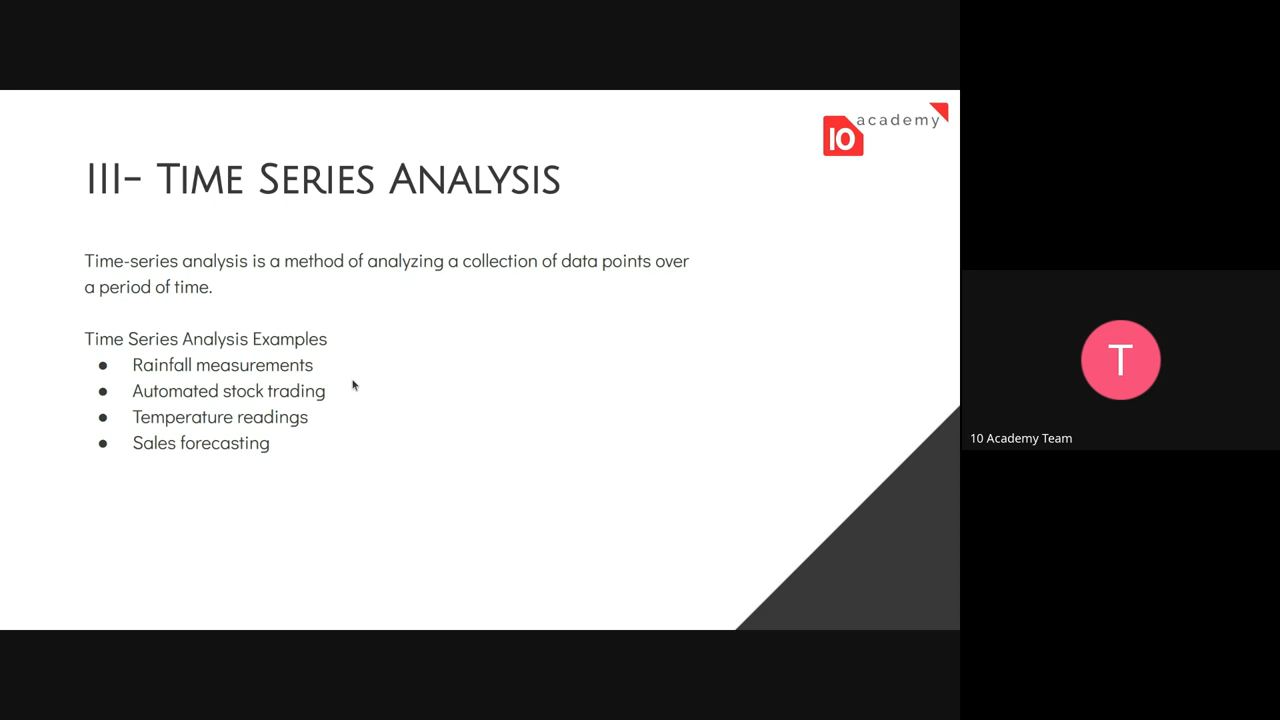 10 academy
III- Time Series Analysis
Time-series analysis is a method of analyzing a collection of data points over
a period of time.
Time Series Analysis Examples
● Rainfall measurements
● Automated stock trading
● Temperature readings
● Sales forecasting
T
10 Academy Team